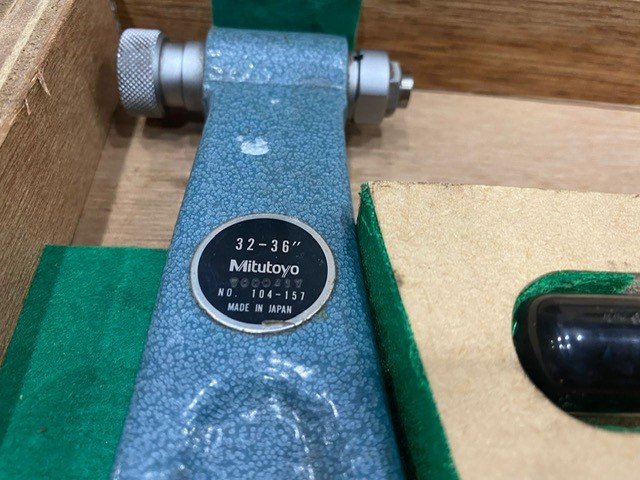 32-36"
Mitutoyo
NO. 104-157
MADE IN JAPAN